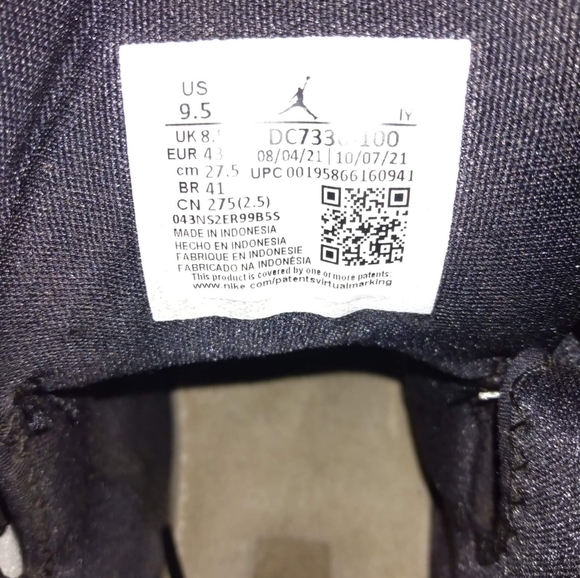 US
9.5
IY
UK
EUR 43
08/04/21 | 10/07/21
cm 27.5 UPC 00195866160941
BR 41
CN 275(2.5)
043NS2ER99B5S
MADE IN INDONESIA
HECHO EN INDONESIA
FABRIQUE EN INDONESIE
FABRICADO NA INDONÉSIA
This product is covered by one or more patents:
www.nike.com/patentsvirtualmarking